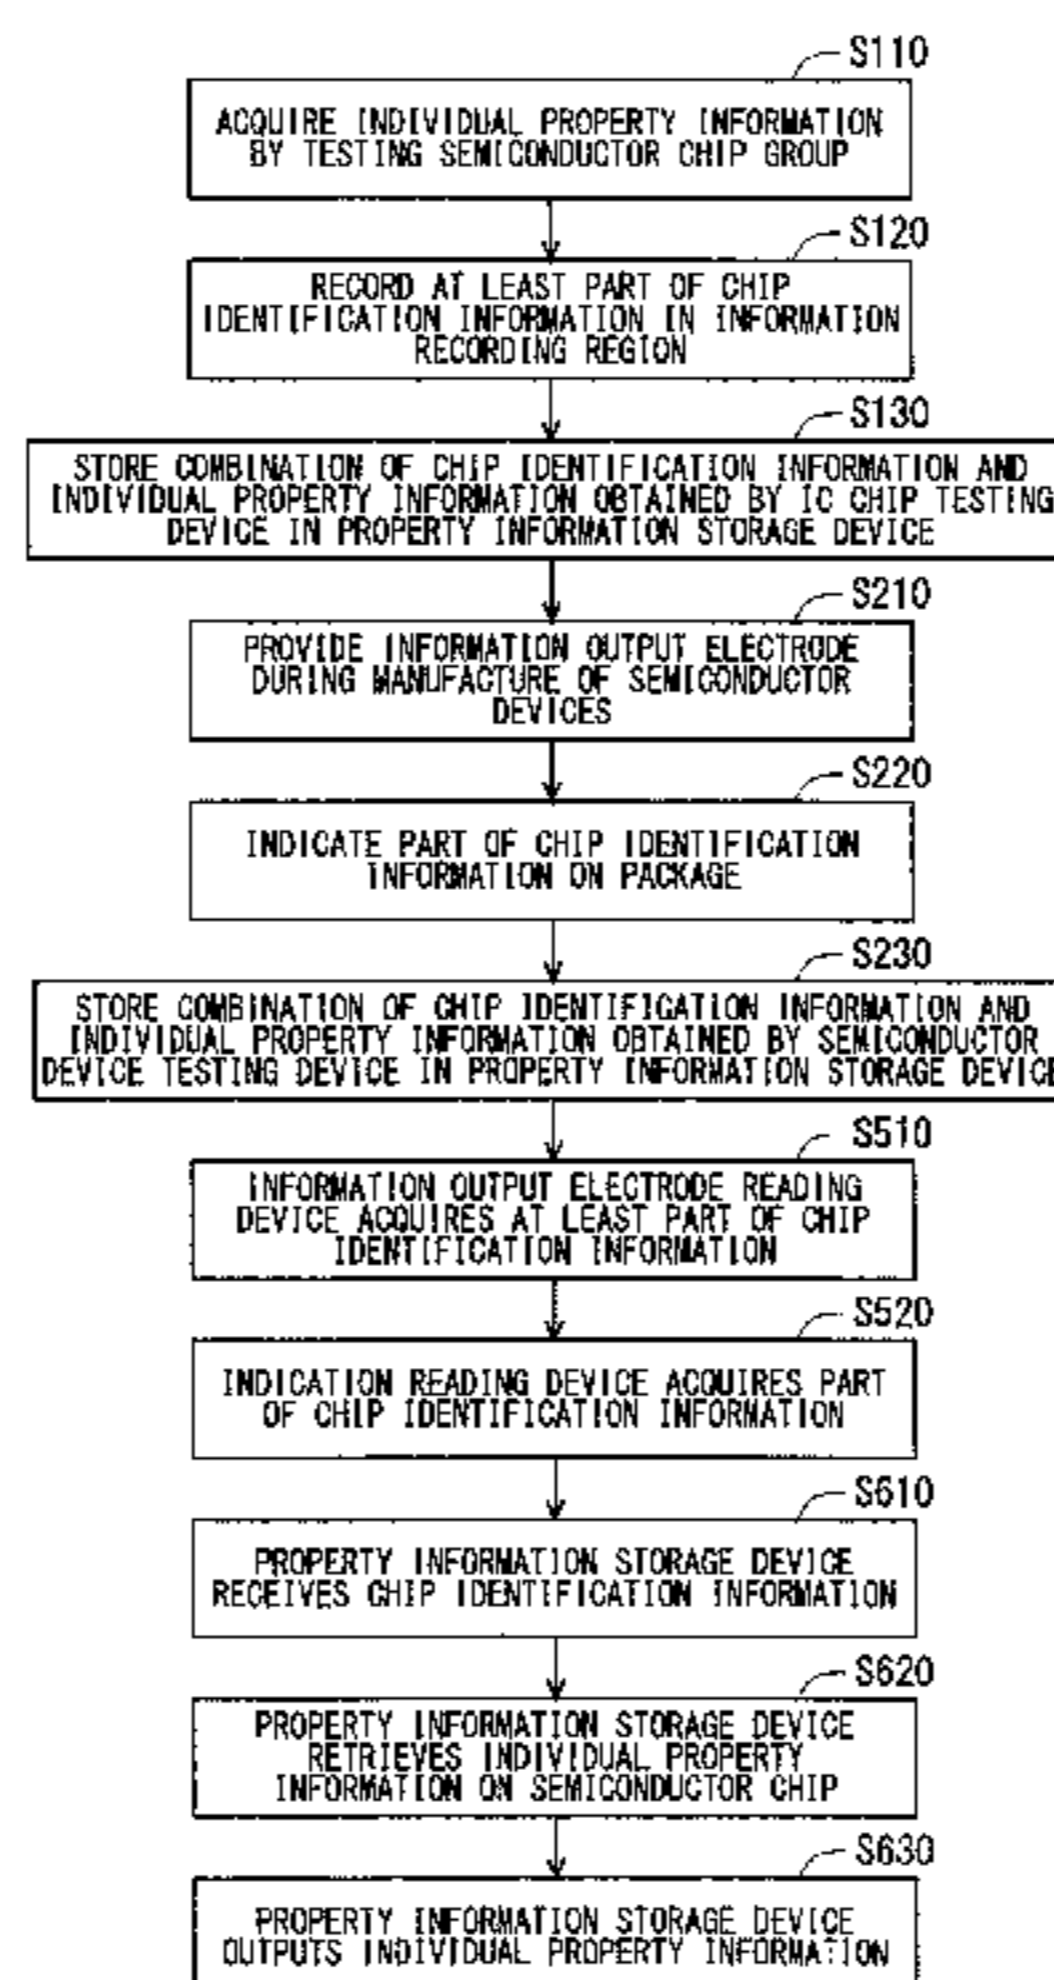 S110
ACQUIRE INDIVIDUAL PROPERTY INFORMATION
BY TESTING SEMICONDUCTOR CHIP GROUP
S120
RECORD AT LEAST PART OF CHIP
IDENTIFICATION INFORMATION IN INFORMATION
RECORDING REGION
S130
STORE COMBINATION OF CHIP IDENTIFICATION INFORMATION AND
INDIVIDUAL PROPERTY INFORMATION OBTAINED BY IC CHIP TESTING
DEVICE IN PROPERTY INFORMATION STORAGE DEVICE
S210
PROVIDE INFORMATION OUTPUT ELECTRODE
DURING MANUFACTURE OF SEMICONDUCTOR
DEVICES
S220
INDICATE PART OF CHIP IDENTIFICATION
INFORMATION ON PACKAGE
S230
STORE COMBINATION OF CHIP IDENTIFICATION INFORMATION AND
INDIVIDUAL PROPERTY INFORMATION OBTAINED BY SEMICONDUCTOR
DEVICE TESTING DEVICE IN PROPERTY INFORMATION STORAGE DEVICE
S510
INFORMATION OUTPUT ELECTRODE READING
DEVICE ACQUIRES AT LEAST PART OF CHIP
IDENTIFICATION INFORMATION
S520
INDICATION READING DEVICE ACQUIRES PART
OF CHIP IDENTIFICATION INFORMATION
S610
PROPERTY INFORMATION STORAGE DEVICE
RECEIVES CHIP IDENTIFICATION INFORMATION
S620
PROPERTY INFORMATION STORAGE DEVICE
RETRIEVES INDIVIDUAL PROPERTY
INFORMATION ON SEMICONDUCTOR CHIP
S630
PROPERTY INFORMATION STORAGE DEVICE
OUTPUTS INDIVIDUAL PROPERTY INFORMATION